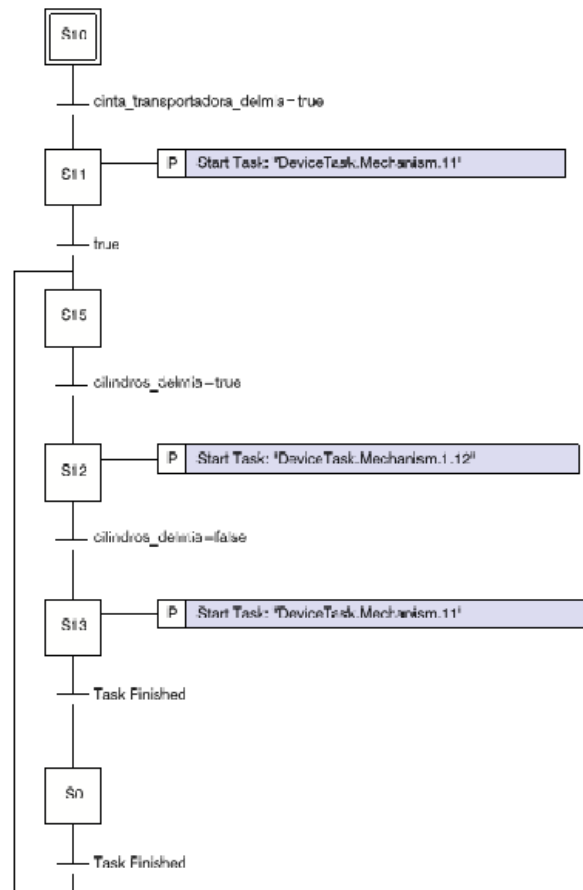 S10
cinta_transportadora_delmia=true
S11
P Start Task: "DeviceTask.Mechanism.11"
true
S15
cilindros_delmia=true
S12
P Start Task: "DeviceTask.Mechanism.1.12"
cilindros_delmia=false
S13
P Start Task: "DeviceTask.Mechanism.11"
Task Finished
S0
Task Finished